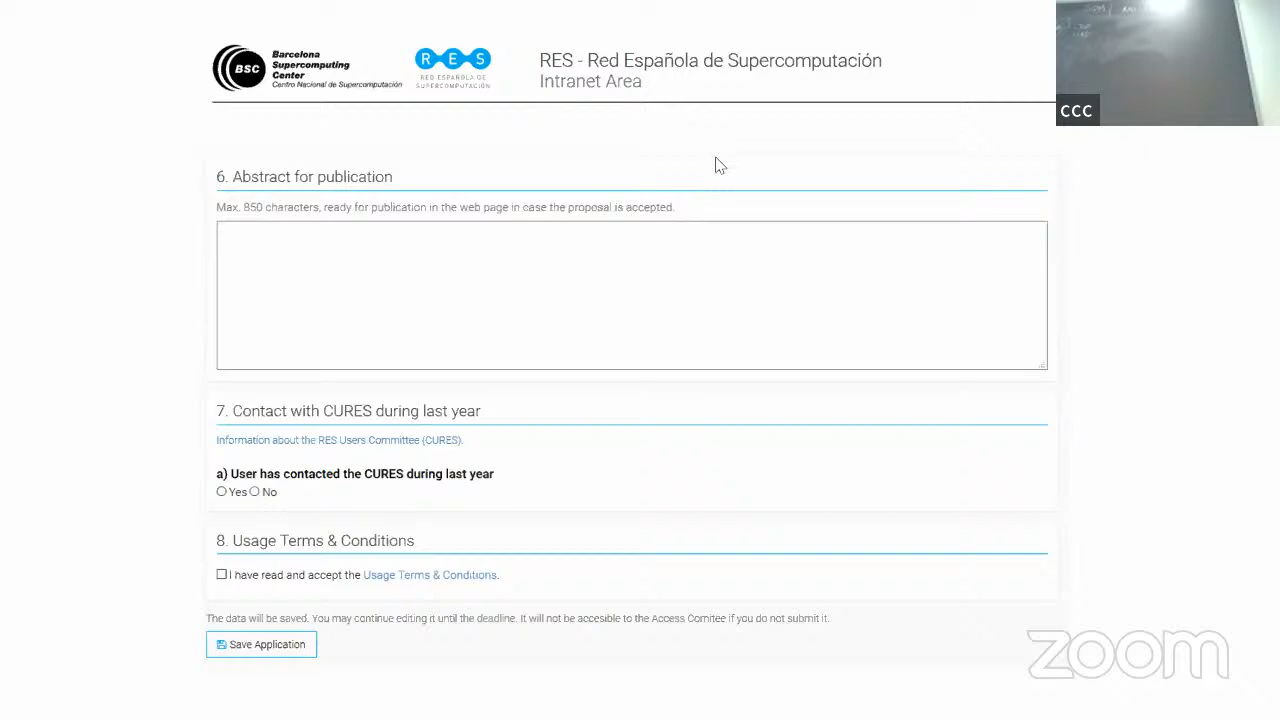 BSC
Barcelona
Supercomputing
Center
Centro Nacional de Supercomputación
RES
RED ESPAÑOLA DE
SUPERCOMPUTACIÓN
RES - Red Española de Supercomputación
Intranet Area
CCC
6. Abstract for publication
Max. 850 characters, ready for publication in the web page in case the proposal is accepted.
7. Contact with CURES during last year
Information about the RES Users Committee (CURES).
a) User has contacted the CURES during last year
Yes No
8. Usage Terms & Conditions
I have read and accept the Usage Terms & Conditions.
The data will be saved. You may continue editing it until the deadline. It will not be accesible to the Access Comitee if you do not submit it.
Save Application
zoom